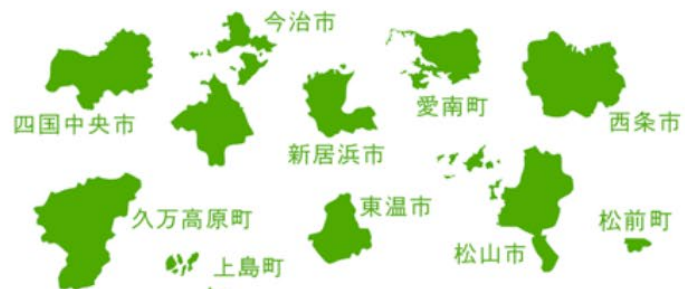 今治市
四国中央市
新居浜市
愛南町
西条市
久万高原町
上島町
東温市
松山市
松前町